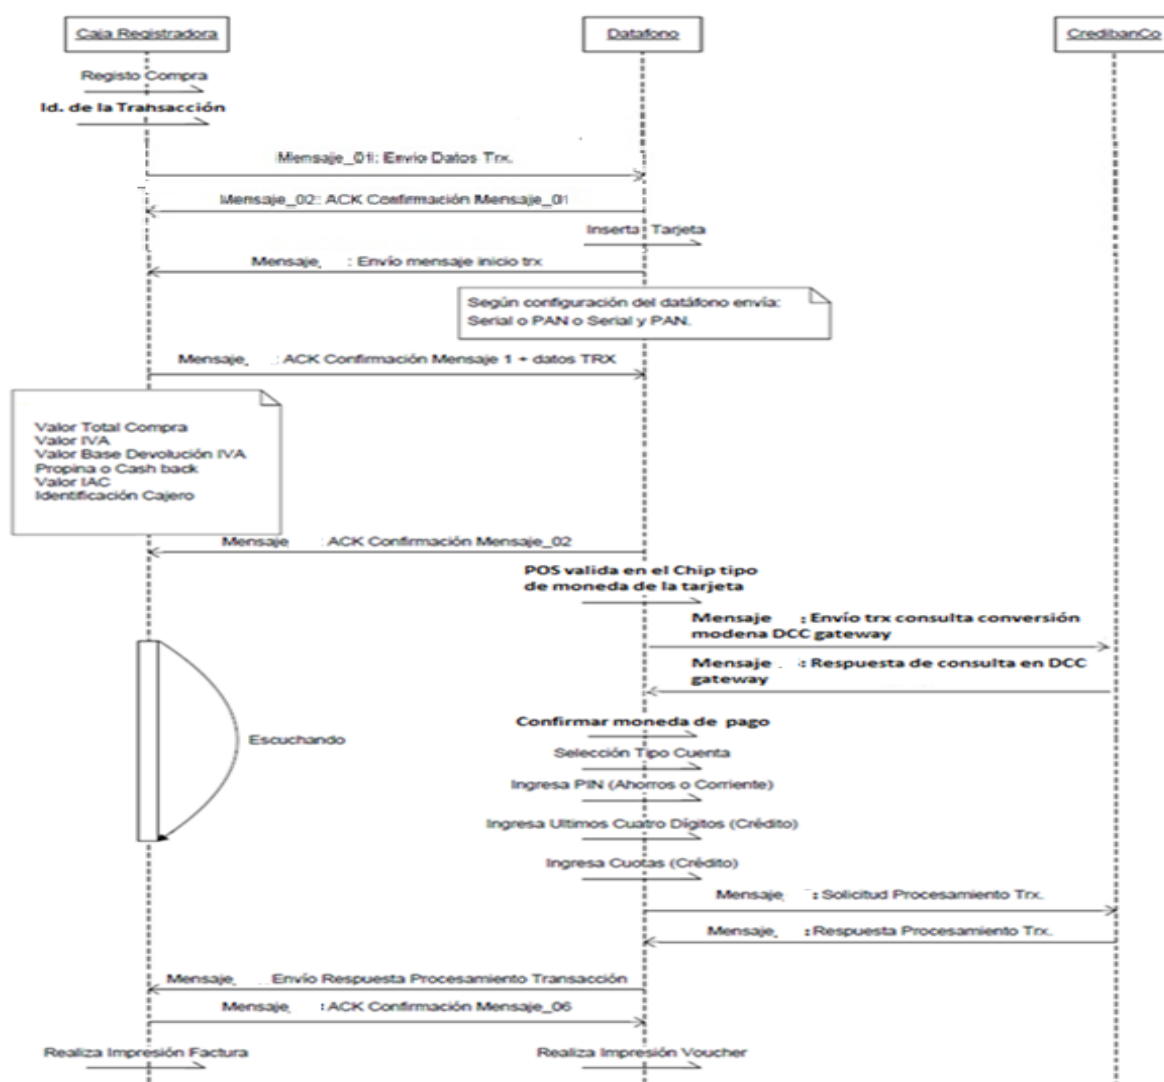 Caja Registradora
Datafono
CredibanCo
Registo Compra
Id. de la Transacción
Mensaje_01: Envio Datos Trx.
Mensaje_02: ACK Confirmación Mensaje_01
Inserta Tarjeta
Mensaje : Envío mensaje inicio trx
Según configuración del datáfono envía:
Serial o PAN o Serial y PAN.
Mensaje : ACK Confirmación Mensaje 1 + datos TRX
Valor Total Compra
Valor IVA
Valor Base Devolución IVA
Propina o Cash back
Valor IAC
Identificación Cajero
Mensaje : ACK Confirmación Mensaje_02
POS valida en el Chip tipo
de moneda de la tarjeta
Mensaje : Envío trx consulta conversión
modena DCC gateway
Mensaje : Respuesta de consulta en DCC
gateway
Confirmar moneda de pago
Escuchando
Selección Tipo Cuenta
Ingresa PIN (Ahorros o Corriente)
Ingresa Ultimos Cuatro Dígitos (Crédito)
Ingresa Cuotas (Crédito)
Mensaje : Solicitud Procesamiento Trx.
Mensaje : Respuesta Procesamiento Trx.
Mensaje Envío Respuesta Procesamiento Transacción
Mensaje : ACK Confirmación Mensaje_06
Realiza Impresión Factura
Realiza Impresión Voucher